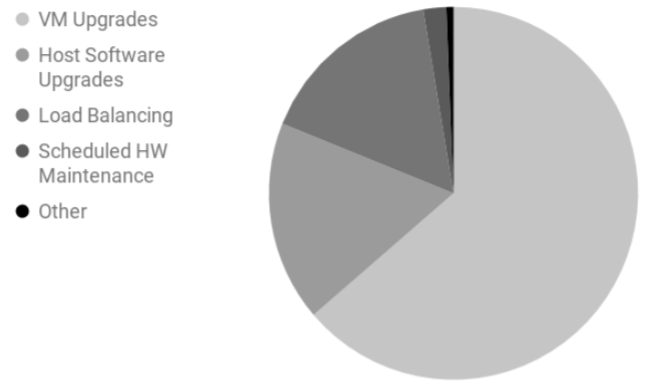 VM Upgrades
Host Software
Upgrades
Load Balancing
Scheduled HW
Maintenance
Other